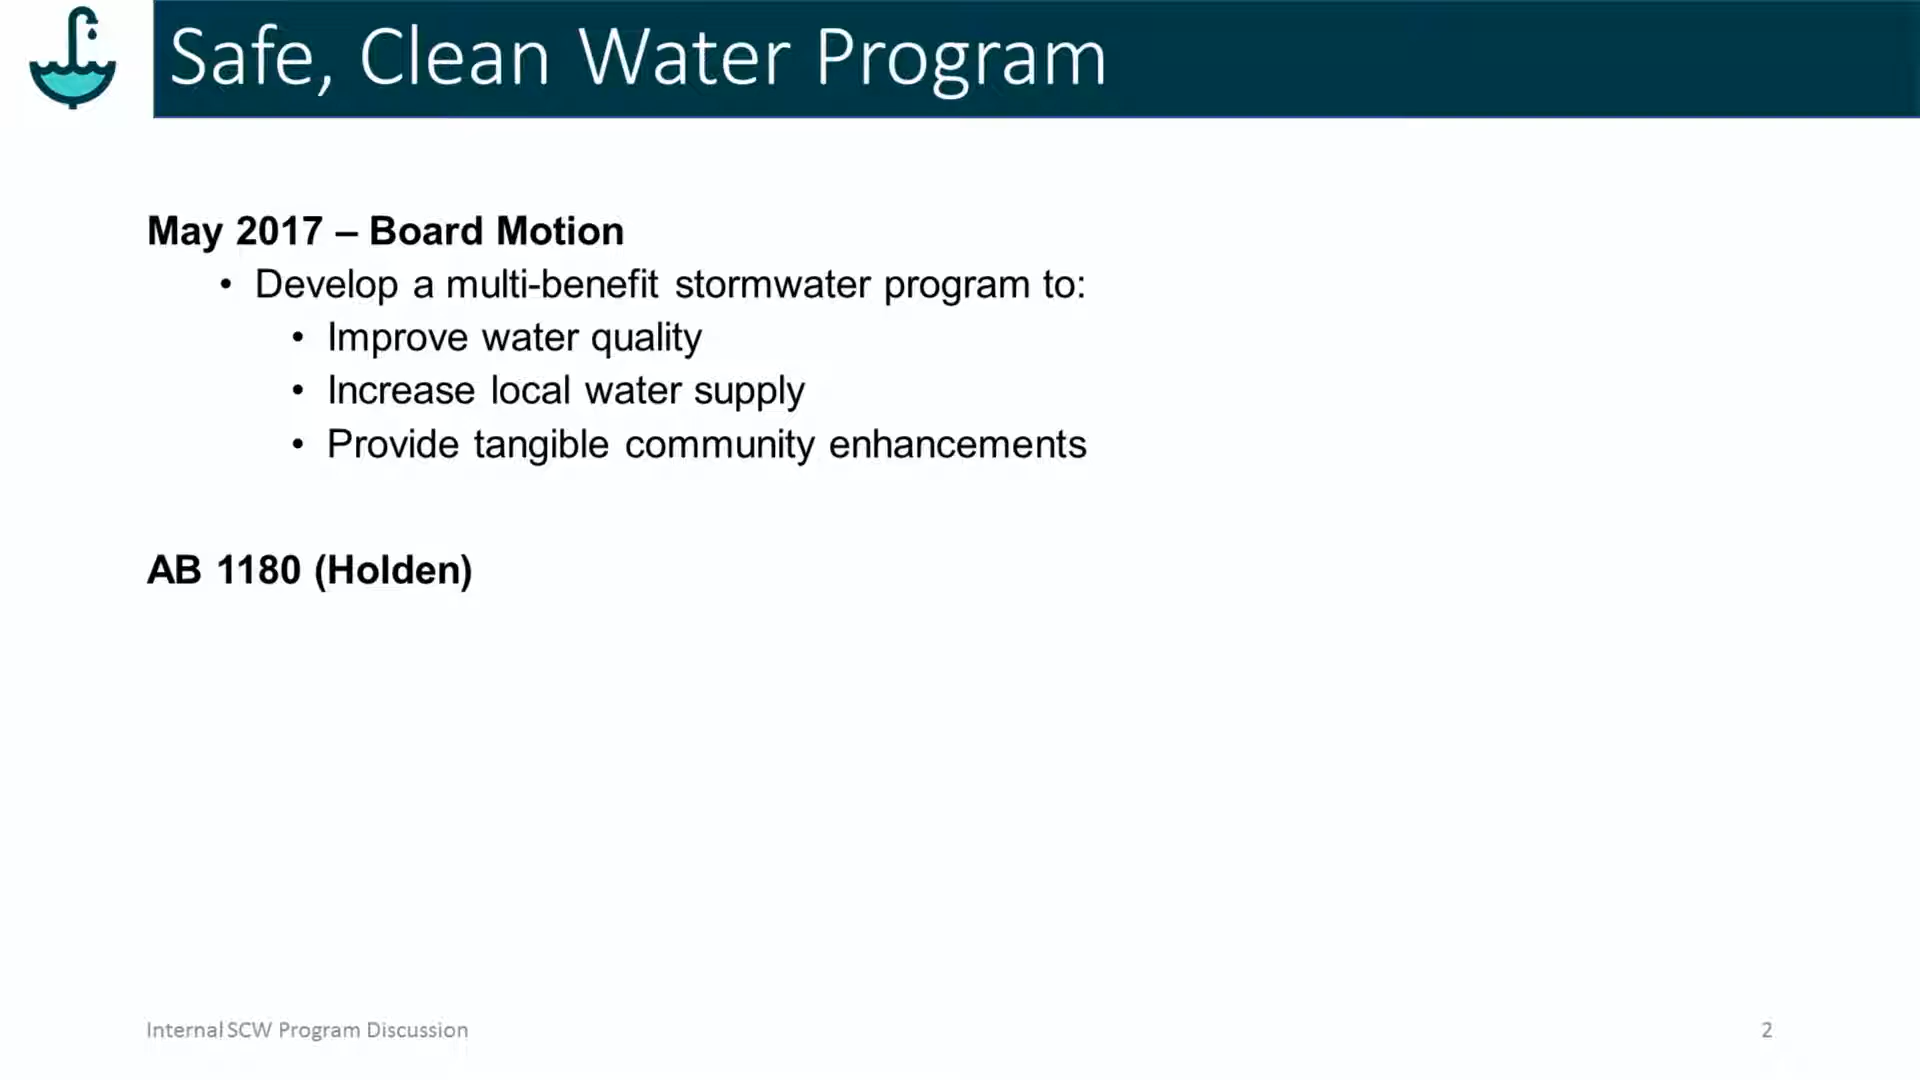 Safe, Clean Water Program
May 2017 – Board Motion
• Develop a multi-benefit stormwater program to:
• Improve water quality
• Increase local water supply
• Provide tangible community enhancements
AB 1180 (Holden)
Internal SCW Program Discussion
2